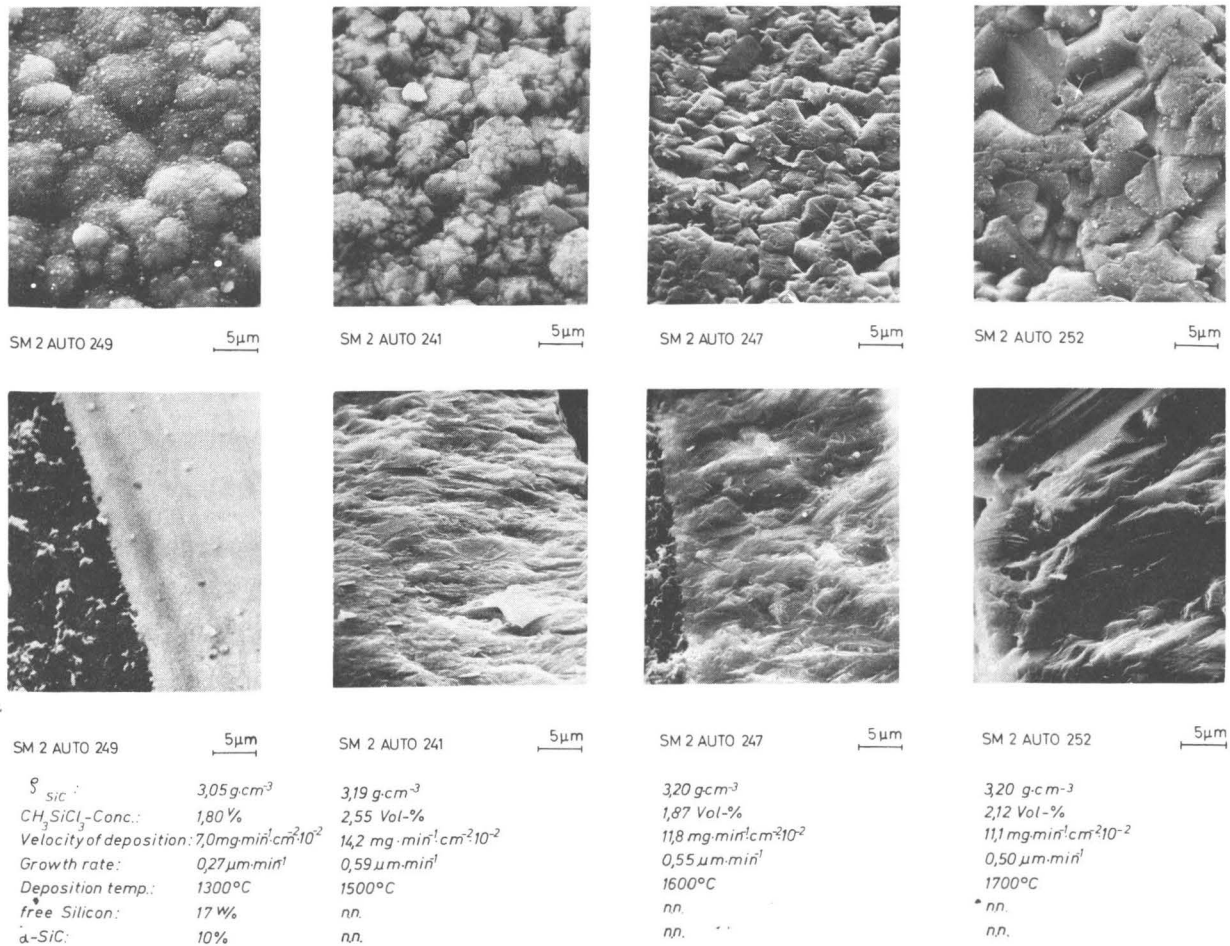 SM 2 AUTO 249 5µm SM 2 AUTO 241 5µm SM 2 AUTO 247 5µm SM 2 AUTO 252 5µm
SM 2 AUTO 249 5µm SM 2 AUTO 241 5µm SM 2 AUTO 247 5µm SM 2 AUTO 252 5µm
ρ SiC : 3,05 g·cm⁻³ 3,19 g·cm⁻³ 3,20 g·cm⁻³ 3,20 g·cm-³
CH₃SiCl₃-Conc.: 1,80 V% 2,55 Vol-% 1,87 Vol-% 2,12 Vol-%
Velocity of deposition: 7,0 mg·min⁻¹·cm⁻²·10⁻² 14,2 mg·min⁻¹·cm⁻²·10⁻² 11,8 mg·min⁻¹·cm⁻²10⁻² 11,1 mg·min⁻¹·cm⁻²10⁻²
Growth rate: 0,27 µm·min⁻¹ 0,59 µm·min⁻¹ 0,55 µm·min⁻¹ 0,50 µm·min⁻¹
Deposition temp.: 1300°C 1500°C 1600°C 1700°C
free Silicon: 17 W% n.n. n.n. n.n.
α-SiC: 10% n.n. n.n. n.n.